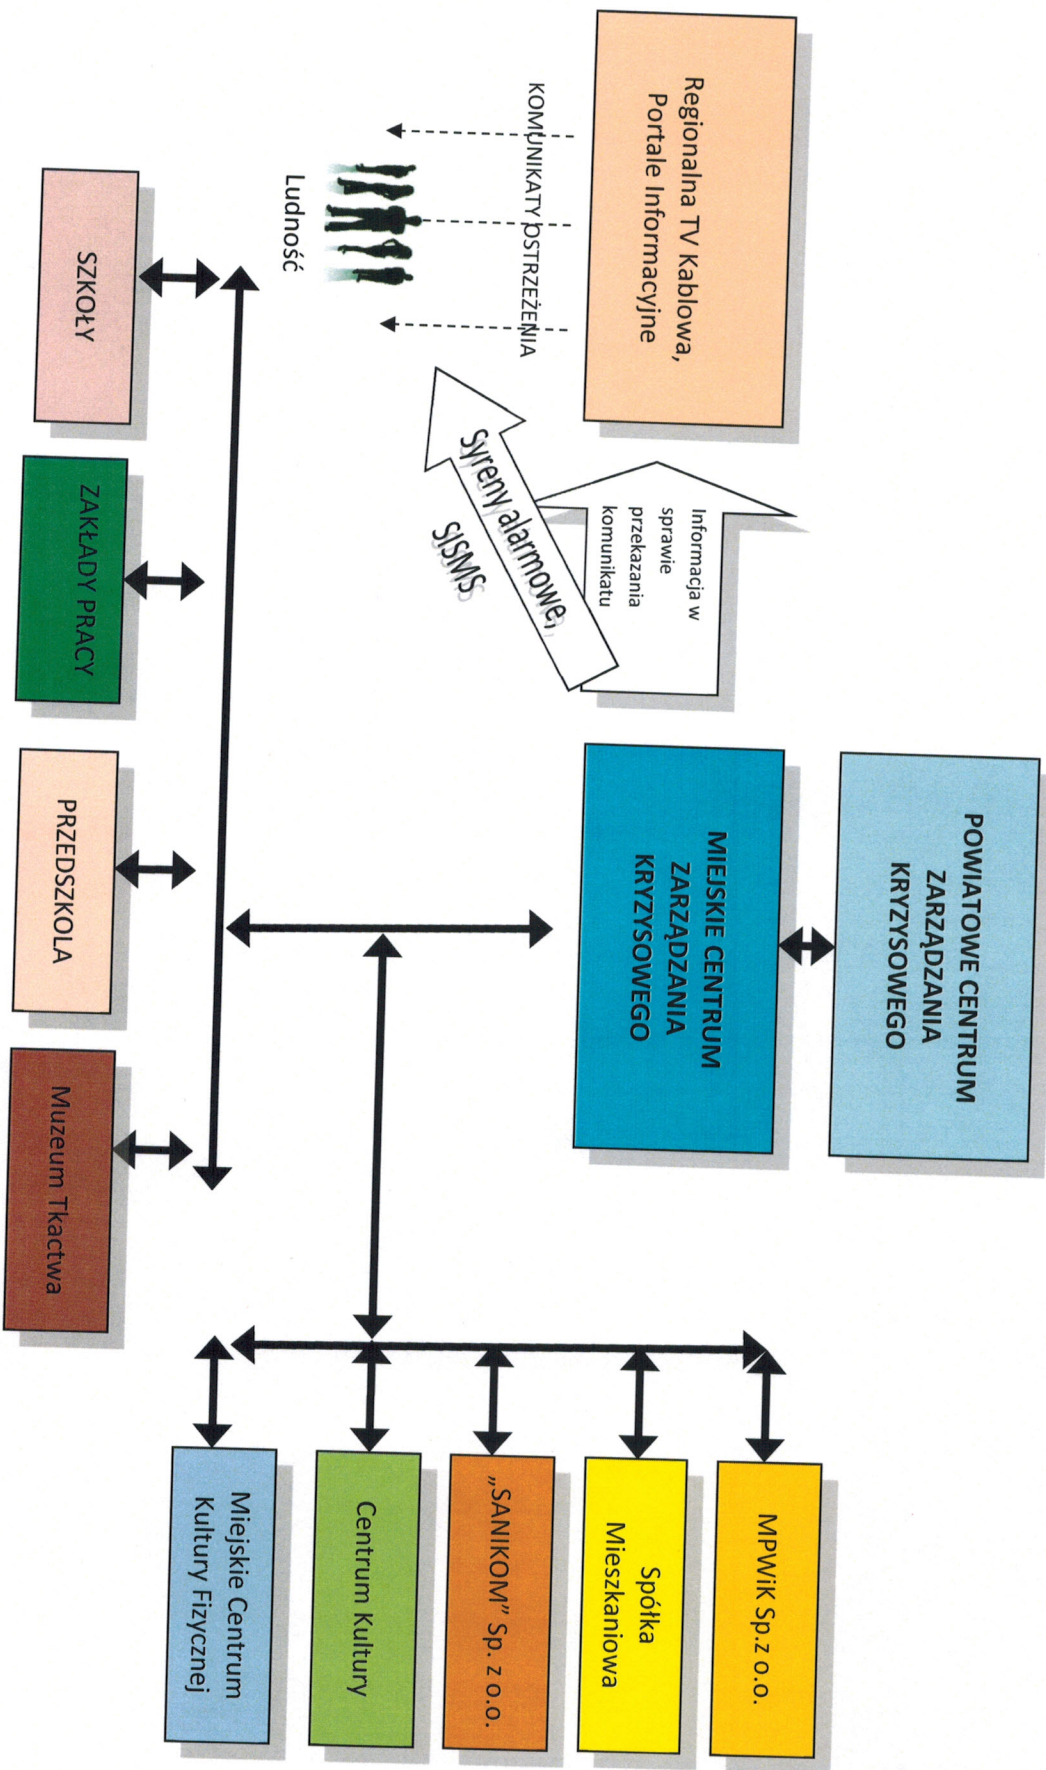 POWIATOWE CENTRUM
ZARZĄDZANIA
KRYZYSOWEGO
Regionalna TV Kablowa,
Portale Informacyjne
Informacja w
sprawie
przekazania
komunikatu
MIEJSKIE CENTRUM
ZARZĄDZANIA
KRYZYSOWEGO
MPWiK Sp.z o.o.
KOMUNIKATY OSTRZEŻENIA
Syreny alarmowe,
SISMS
Spółka
Mieszkaniowa
Ludność
„SANIKOM” Sp. z o.o.
Centrum Kultury
Miejskie Centrum
Kultury Fizycznej
SZKOŁY
ZAKŁADY PRACY
PRZEDSZKOLA
Muzeum Tkactwa